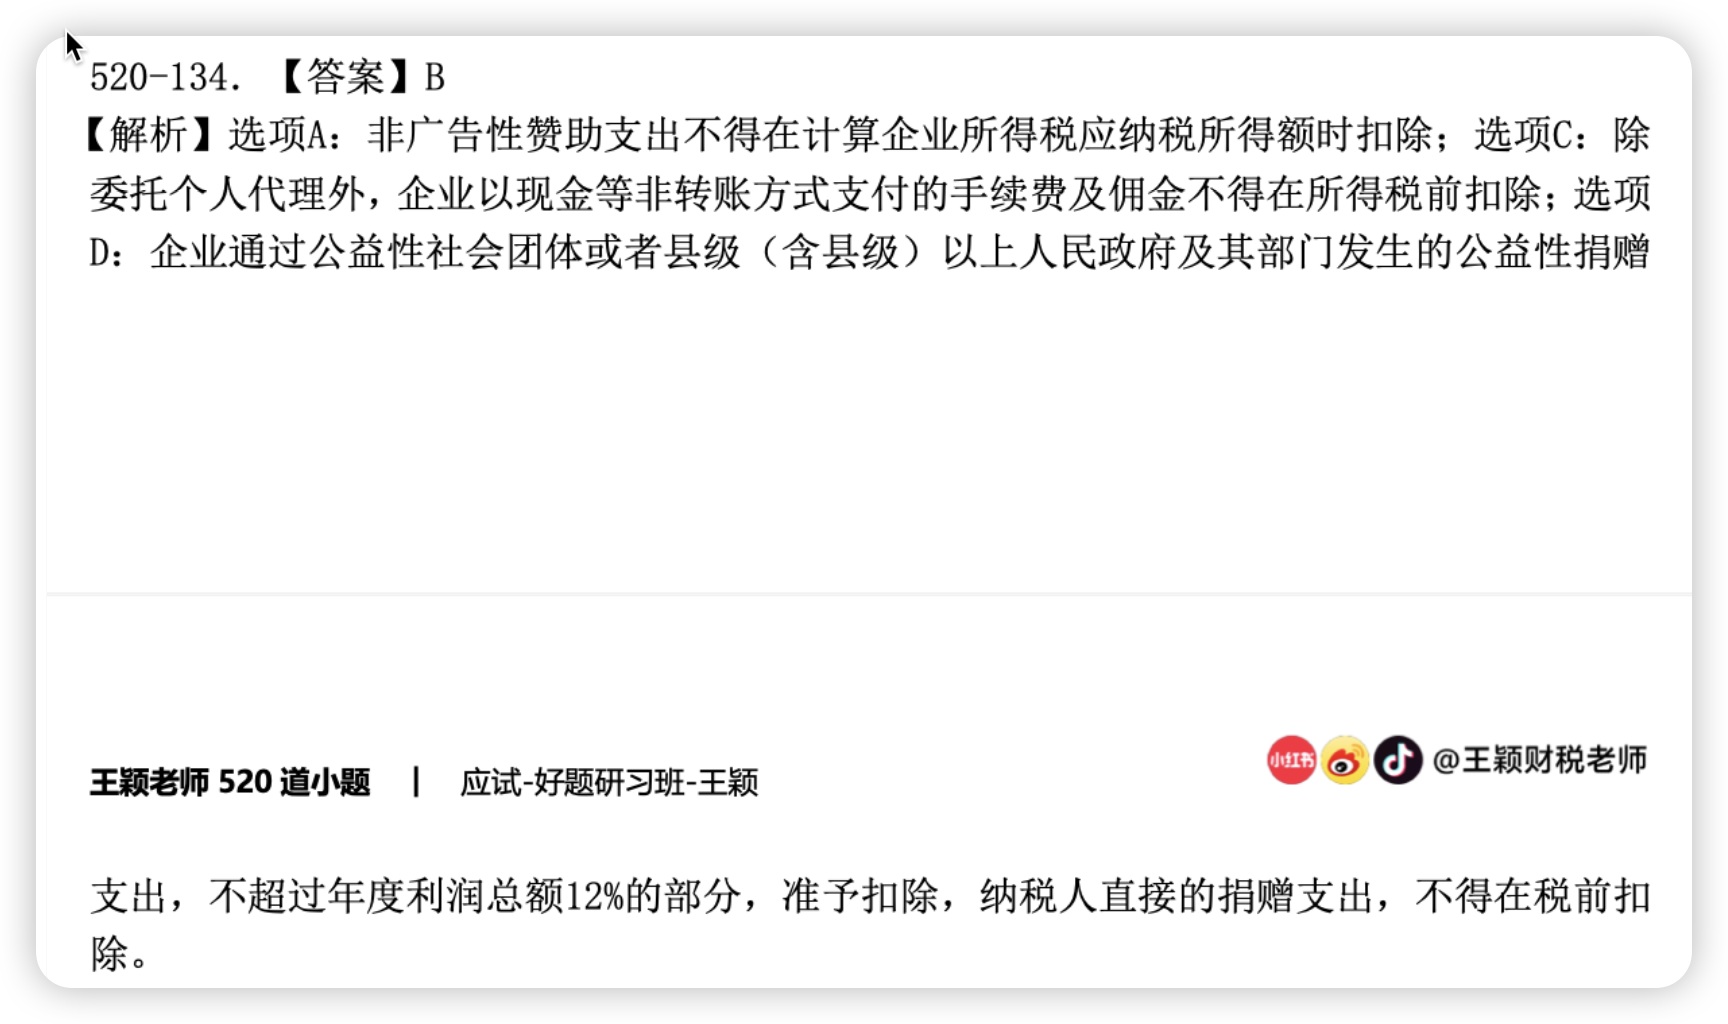 520-134. 【答案】B
【解析】选项A：非广告性赞助支出不得在计算企业所得税应纳税所得额时扣除；选项C：除
委托个人代理外，企业以现金等非转账方式支付的手续费及佣金不得在所得税前扣除；选项
D：企业通过公益性社会团体或者县级（含县级）以上人民政府及其部门发生的公益性捐赠
小红书 @王颖财税老师
王颖老师 520 道小题 | 应试-好题研习班-王颖
支出，不超过年度利润总额12%的部分，准予扣除，纳税人直接的捐赠支出，不得在税前扣
除。